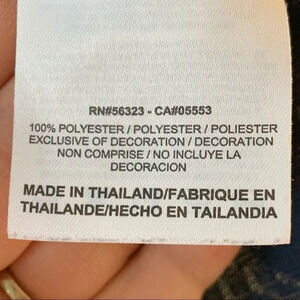 RN#56323 - CA#05553
100% POLYESTER / POLYESTER / POLIESTER
EXCLUSIVE OF DECORATION / DECORATION
NON COMPRISE / NO INCLUYE LA
DECORACION
MADE IN THAILAND/FABRIQUE EN
THAILANDE/HECHO EN TAILANDIA